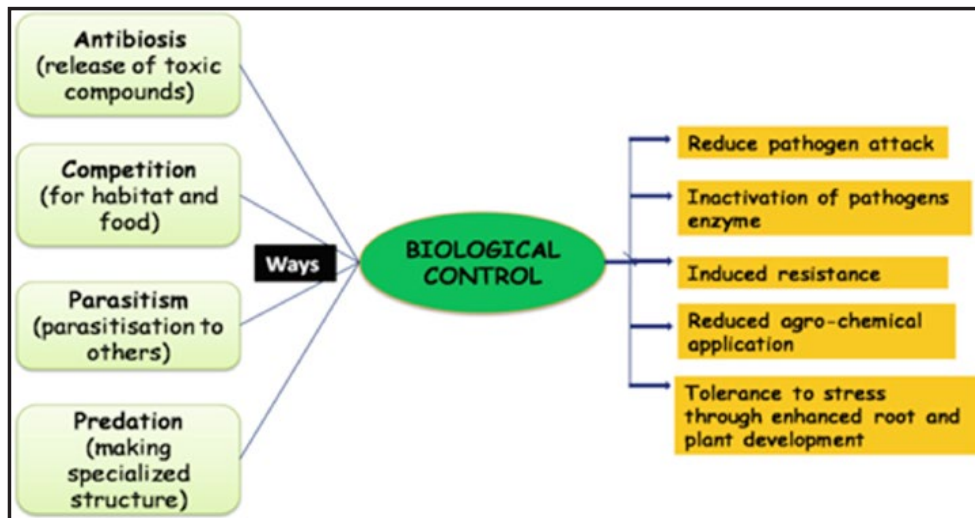 Antibiosis
(release of toxic
compounds)
Competition
(for habitat and
food)
Parasitism
(parasitisation to
others)
Predation
(making
specialized
structure)
Ways
BIOLOGICAL
CONTROL
Reduce pathogen attack
Inactivation of pathogens
enzyme
Induced resistance
Reduced agro-chemical
application
Tolerance to stress
through enhanced root and
plant development